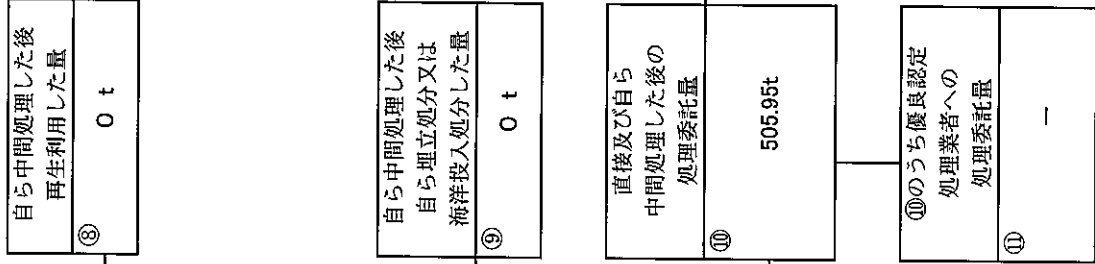 自ら中間処理した後
再生利用した量
⑧
0 t
自ら中間処理した後
自ら埋立処分又は
海洋投入処分した量
⑨
0 t
直接及び自ら
中間処理した後の
処理委託量
⑩
505.95t
⑩のうち優良認定
処理業者への
処理委託量
⑪
－